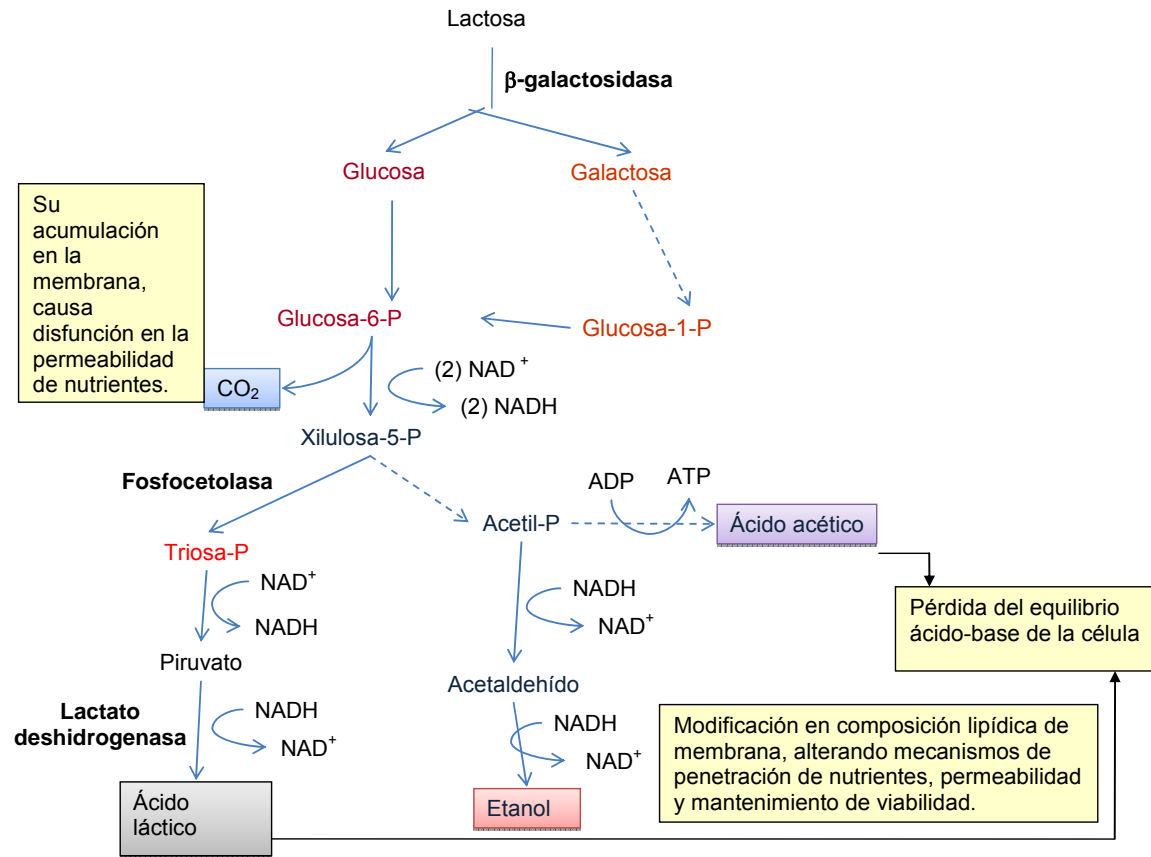 Lactosa
β-galactosidasa
Glucosa
Galactosa
Su
acumulación
en la
membrana,
causa
disfunción en la
permeabilidad
de nutrientes.
Glucosa-6-P
Glucosa-1-P
CO₂
(2) NAD⁺
(2) NADH
Xilulosa-5-P
Fosfocetolasa
ADP
ATP
Acetil-P
Ácido acético
Triosa-P
NAD⁺
NADH
NADH
NAD⁺
Pérdida del equilibrio
ácido-base de la célula
Piruvato
Acetaldehído
Lactato
deshidrogenasa
NADH
NAD⁺
NADH
NAD⁺
Modificación en composición lipídica de
membrana, alterando mecanismos de
penetración de nutrientes, permeabilidad
y mantenimiento de viabilidad.
Ácido
láctico
Etanol